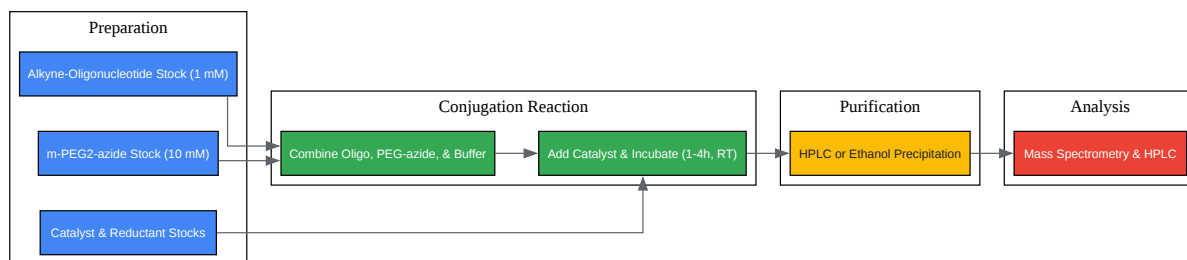 Preparation
Alkyne-Oligonucleotide Stock (1 mM)
m-PEG2-azide Stock (10 mM)
Catalyst & Reductant Stocks
Conjugation Reaction
Combine Oligo, PEG-azide, & Buffer
Add Catalyst & Incubate (1-4h, RT)
Purification
HPLC or Ethanol Precipitation
Analysis
Mass Spectrometry & HPLC